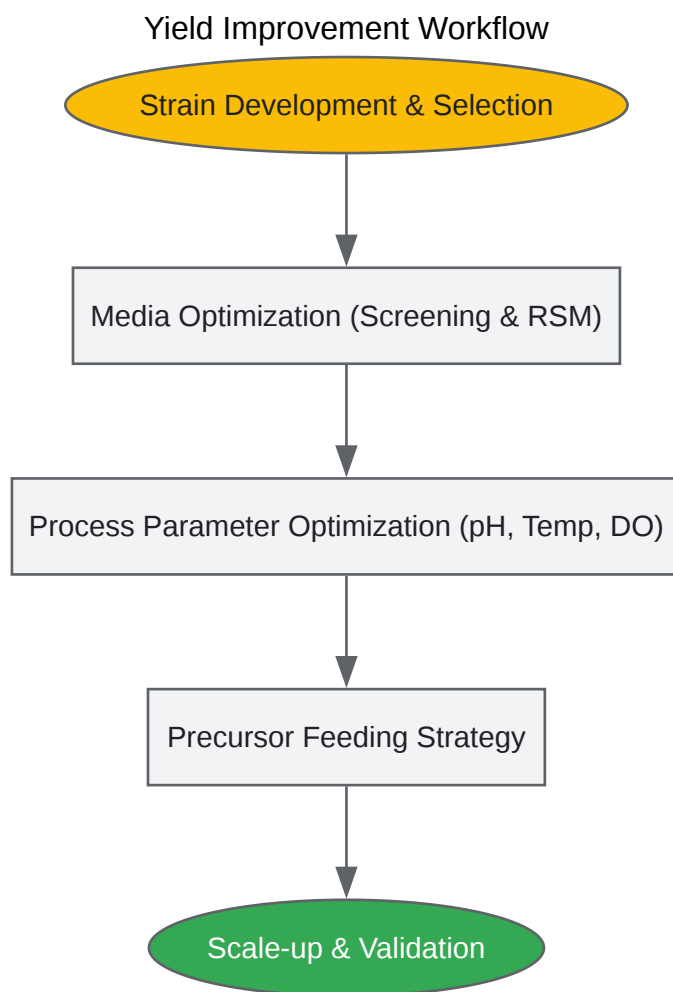 Yield Improvement Workflow
Strain Development & Selection
Media Optimization (Screening & RSM)
Process Parameter Optimization (pH, Temp, DO)
Precursor Feeding Strategy
Scale-up & Validation